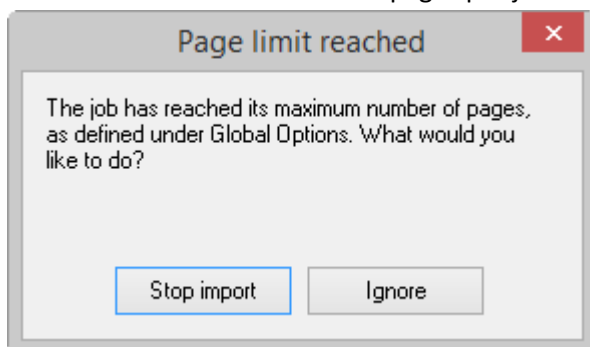 Page limit reached
The job has reached its maximum number of pages,
as defined under Global Options. What would you
like to do?
Stop import
Ignore